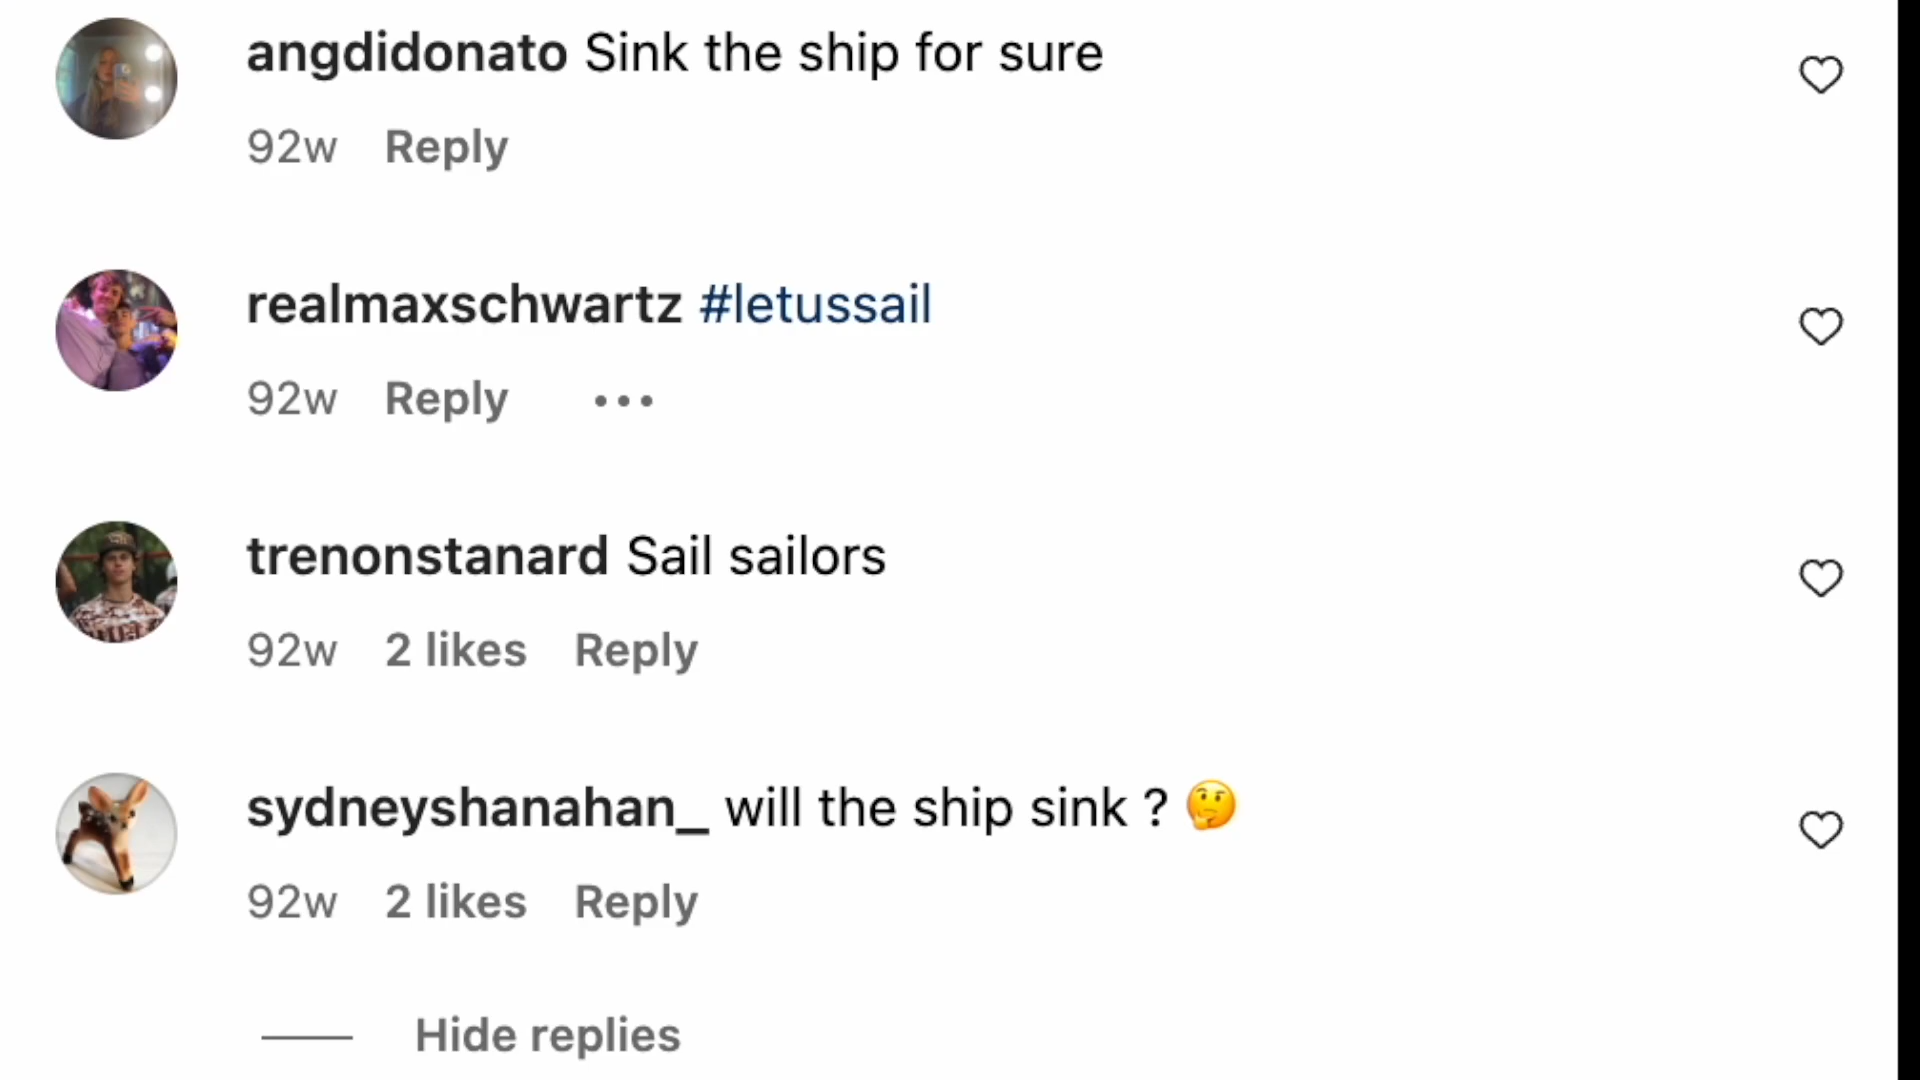 angdidonato Sink the ship for sure
92w Reply
realmaxschwartz #letussail
92w Reply •••
trenonstanard Sail sailors
92w 2 likes Reply
sydneyshanahan_ will the ship sink ? 🤔
92w 2 likes Reply
Hide replies